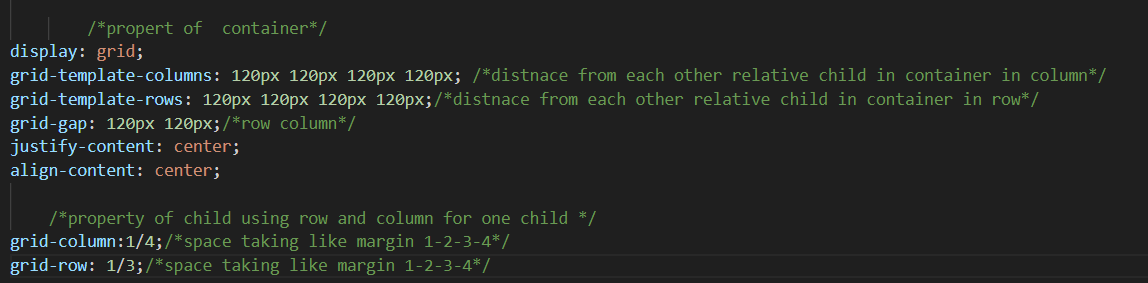 /*propert of  container*/
display: grid;
grid-template-columns: 120px 120px 120px 120px; /*distnace from each other relative child in container in column*/
grid-template-rows: 120px 120px 120px 120px;/*distnace from each other relative child in container in row*/
grid-gap: 120px 120px;/*row column*/
justify-content: center;
align-content: center;
/*property of child using row and column for one child */
grid-column:1/4;/*space taking like margin 1-2-3-4*/
grid-row: 1/3;/*space taking like margin 1-2-3-4*/